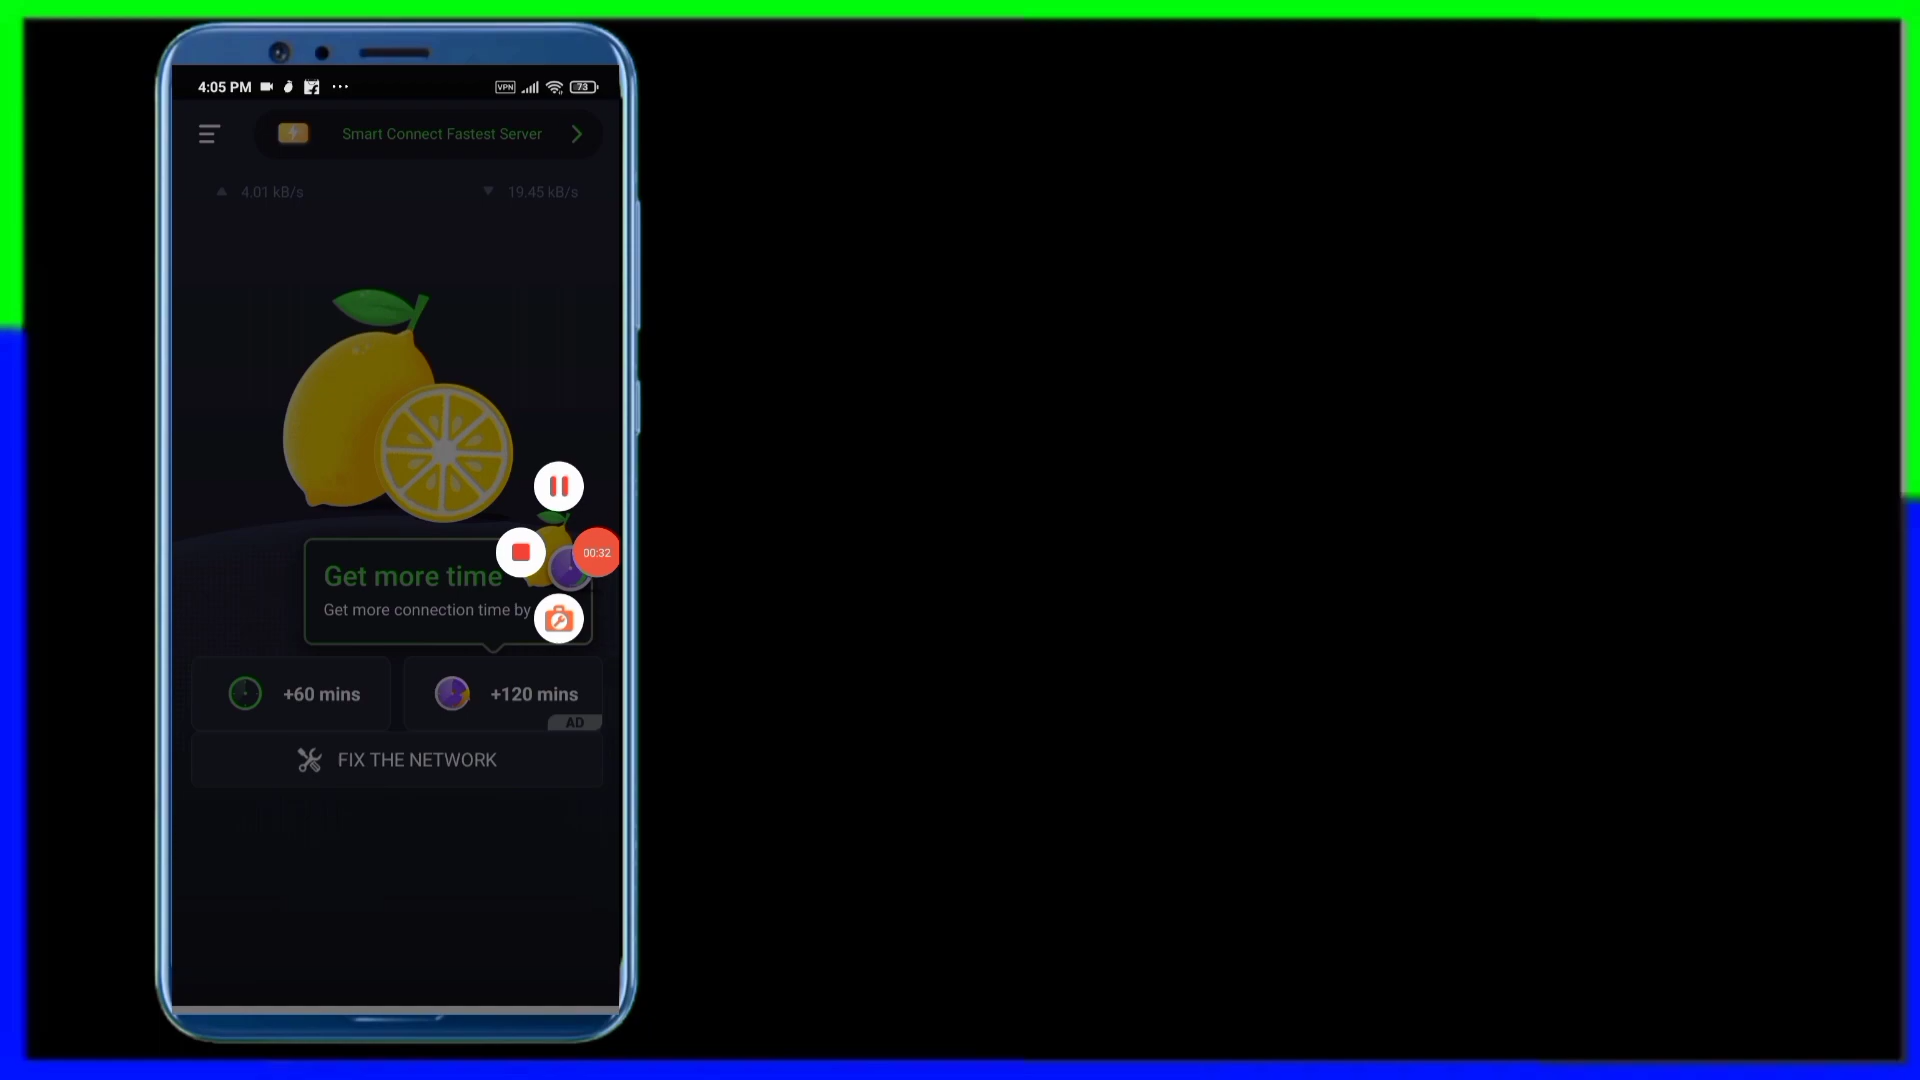 4:05 PM
VPN
73
Smart Connect Fastest Server
4.01 kB/s
19.45 kB/s
00:32
Get more time
Get more connection time by
+60 mins
+120 mins
AD
FIX THE NETWORK